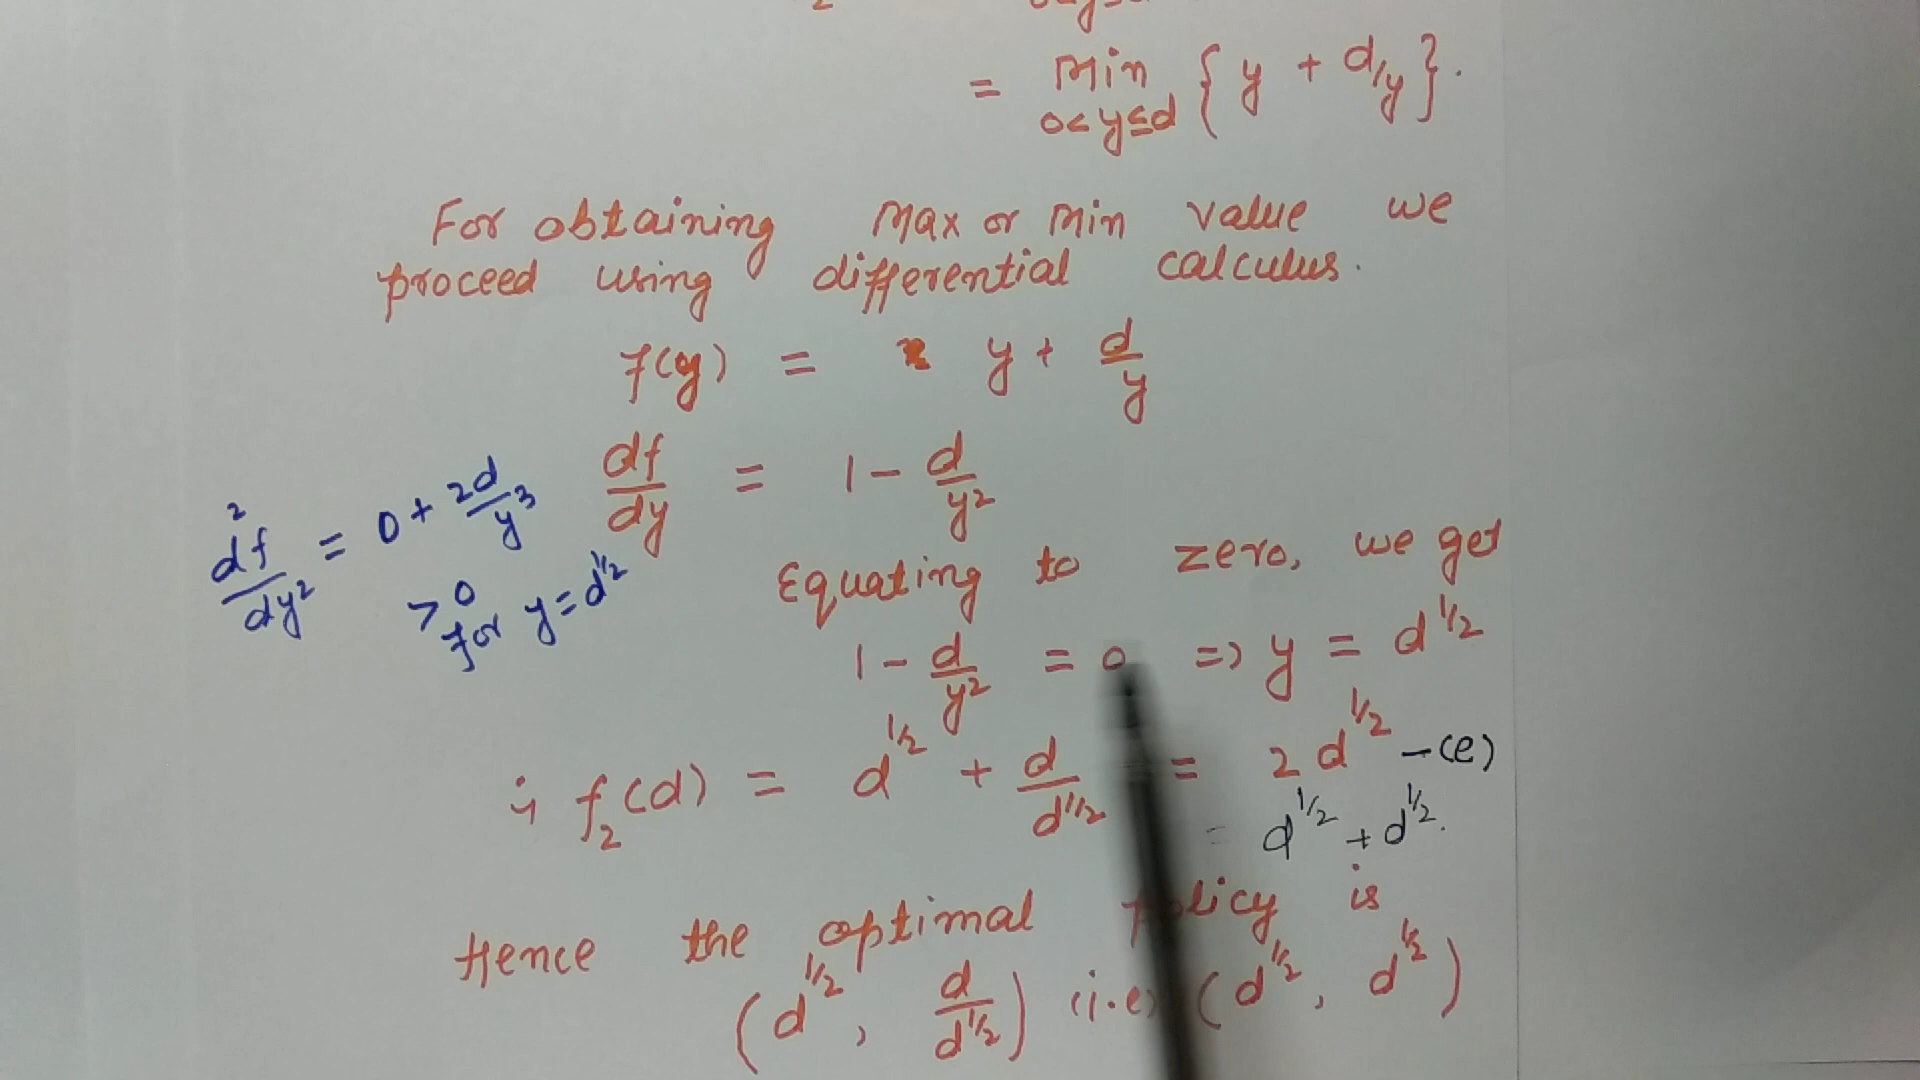 = Min { y + d/y }.
0<y≤d
For obtaining Max or Min value we
proceed using differential calculus.
f(y) = y + d/y
df/dy = 1 - d/y²
d²f/dy² = 0 + 2d/y³
>0
for y = d^1/2
Equating to zero, we get
1 - d/y² = 0 => y = d^1/2
∴ f₂(d) = d^1/2 + d/d^1/2 = 2d^1/2 - (e)
= d^1/2 + d^1/2.
Hence the optimal policy is
(d^1/2, d/d^1/2) (i.e) (d^1/2, d^1/2)